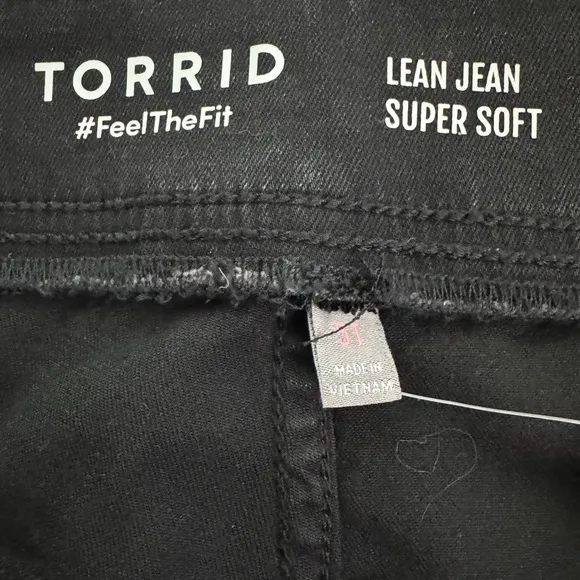 TORRID
#FeelTheFit
LEAN JEAN
SUPER SOFT
MADE IN
VIETNAM